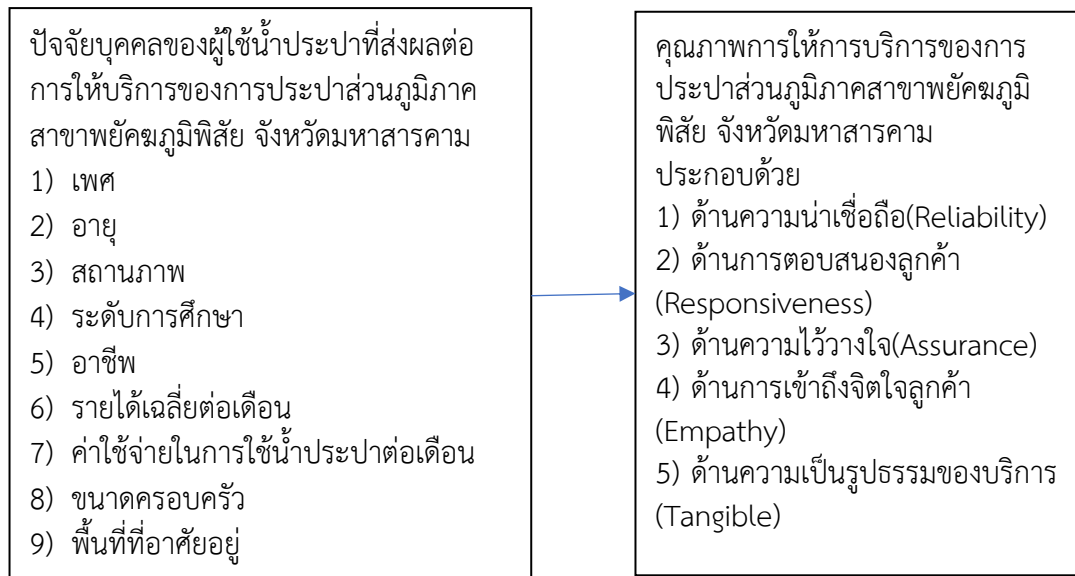 ปัจจัยบุคคลของผู้ใช้น้ำประปาที่ส่งผลต่อ
การให้บริการของการประปาส่วนภูมิภาค
สาขาพยัคฆภูมิพิสัย จังหวัดมหาสารคาม
1) เพศ
2) อายุ
3) สถานภาพ
4) ระดับการศึกษา
5) อาชีพ
6) รายได้เฉลี่ยต่อเดือน
7) ค่าใช้จ่ายในการใช้น้ำประปาต่อเดือน
8) ขนาดครอบครัว
9) พื้นที่ที่อาศัยอยู่
คุณภาพการให้การบริการของการ
ประปาส่วนภูมิภาคสาขาพยัคฆภูมิ
พิสัย จังหวัดมหาสารคาม
ประกอบด้วย
1) ด้านความน่าเชื่อถือ(Reliability)
2) ด้านการตอบสนองลูกค้า
(Responsiveness)
3) ด้านความไว้วางใจ(Assurance)
4) ด้านการเข้าถึงจิตใจลูกค้า
(Empathy)
5) ด้านความเป็นรูปธรรมของบริการ
(Tangible)